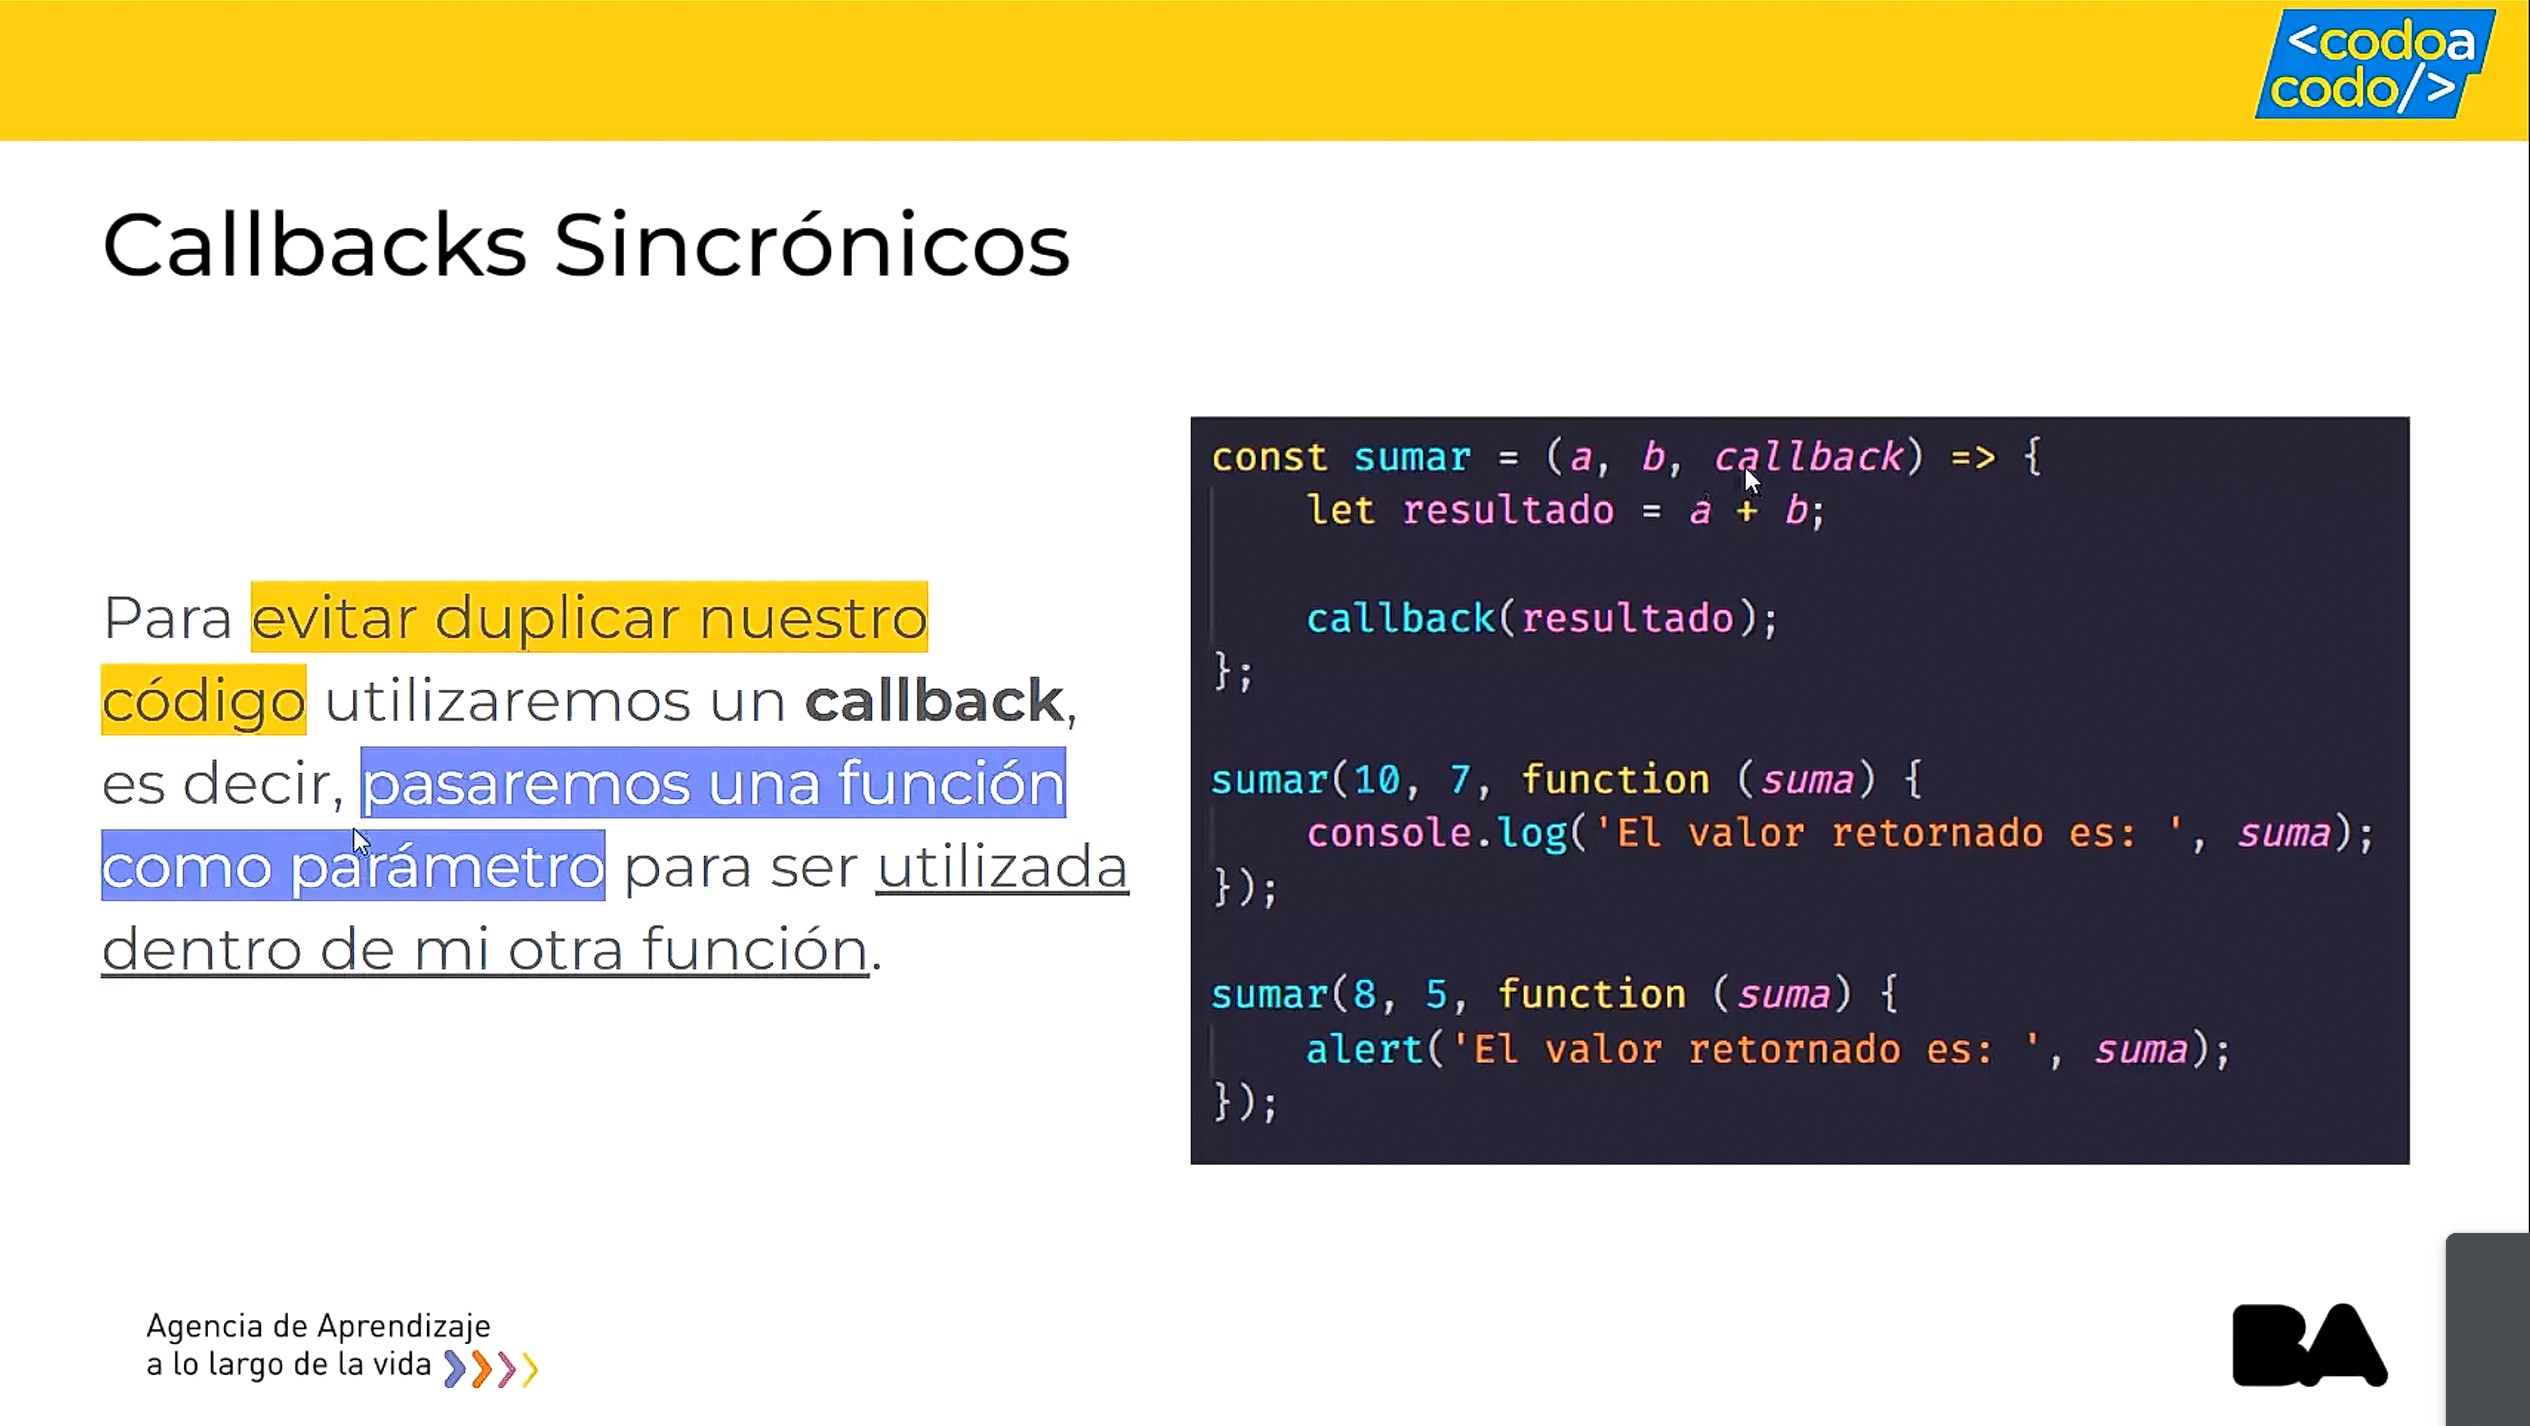 <codoa
codo/>
Callbacks Sincrónicos
Para evitar duplicar nuestro
código utilizaremos un callback,
es decir, pasaremos una función
como parámetro para ser utilizada
dentro de mi otra función.
const sumar = (a, b, callback) => {
    let resultado = a + b;
    callback(resultado);
};
sumar(10, 7, function (suma) {
    console.log('El valor retornado es: ', suma);
});
sumar(8, 5, function (suma) {
    alert('El valor retornado es: ', suma);
});
Agencia de Aprendizaje
a lo largo de la vida
BA